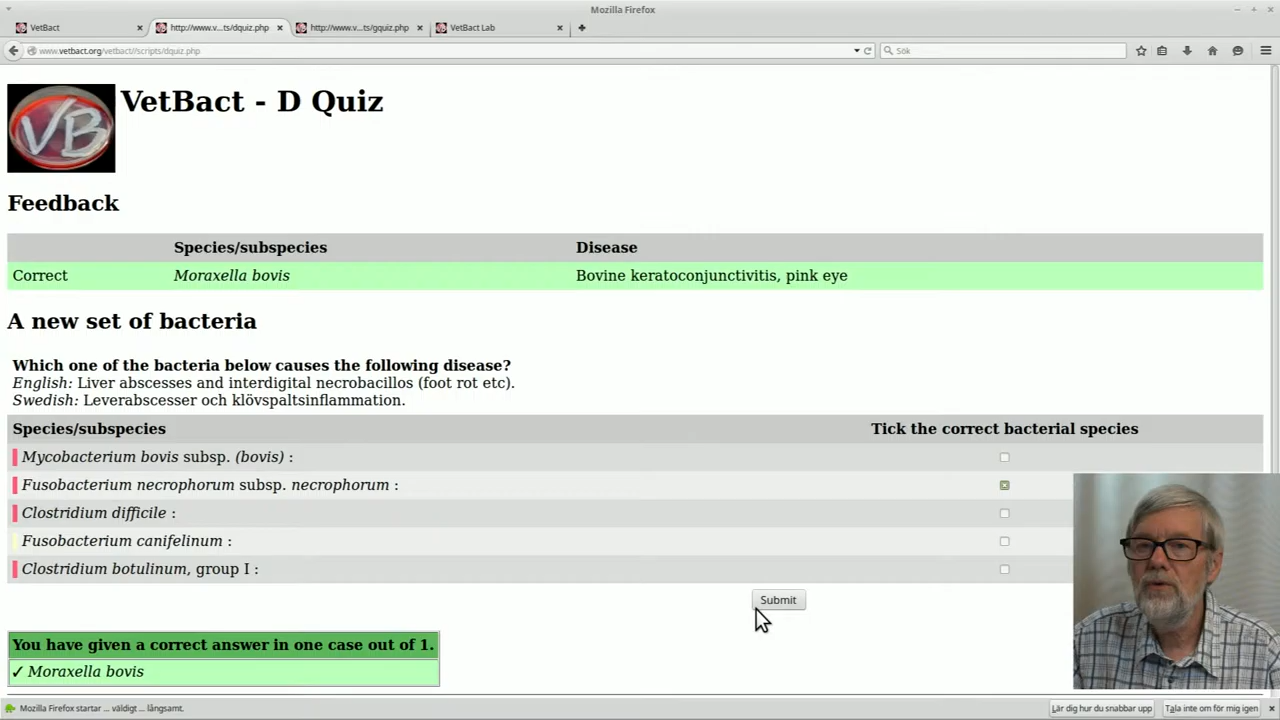 Mozilla Firefox
VetBact
http://www.v...ts/dquiz.php
http://www.v...ts/gquiz.php
VetBact Lab
www.vetbact.org/vetbact//scripts/dquiz.php
Sök
VB
VetBact - D Quiz
Feedback
Species/subspecies Disease
Correct Moraxella bovis Bovine keratoconjunctivitis, pink eye
A new set of bacteria
Which one of the bacteria below causes the following disease?
English: Liver abscesses and interdigital necrobacillos (foot rot etc).
Swedish: Leverabscesser och klövspaltsinflammation.
Species/subspecies Tick the correct bacterial species
Mycobacterium bovis subsp. (bovis) :
Fusobacterium necrophorum subsp. necrophorum :
Clostridium difficile :
Fusobacterium canifelinum :
Clostridium botulinum, group I :
Submit
You have given a correct answer in one case out of 1.
✓ Moraxella bovis
Mozilla Firefox startar ... väldigt ... långsamt.
Lär dig hur du snabbar upp
Tala inte om för mig igen